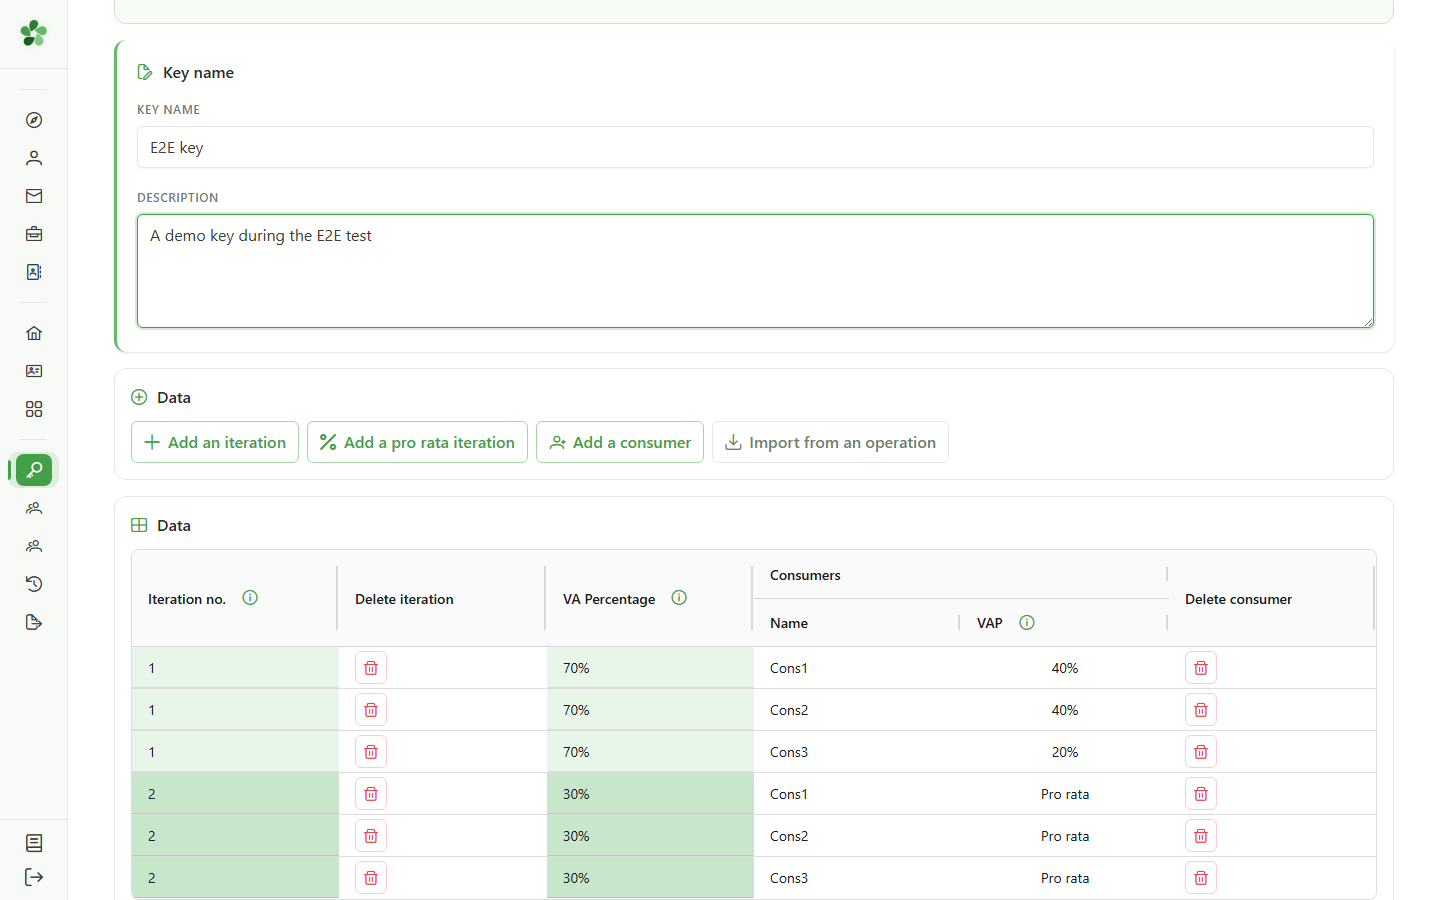 Key name
KEY NAME
E2E key
DESCRIPTION
A demo key during the E2E test
Data
Add an iteration
Add a pro rata iteration
Add a consumer
Import from an operation
Data
Iteration no.
Delete iteration
VA Percentage
Consumers
Name
VAP
Delete consumer
1 70% Cons1 40%
1 70% Cons2 40%
1 70% Cons3 20%
2 30% Cons1 Pro rata
2 30% Cons2 Pro rata
2 30% Cons3 Pro rata